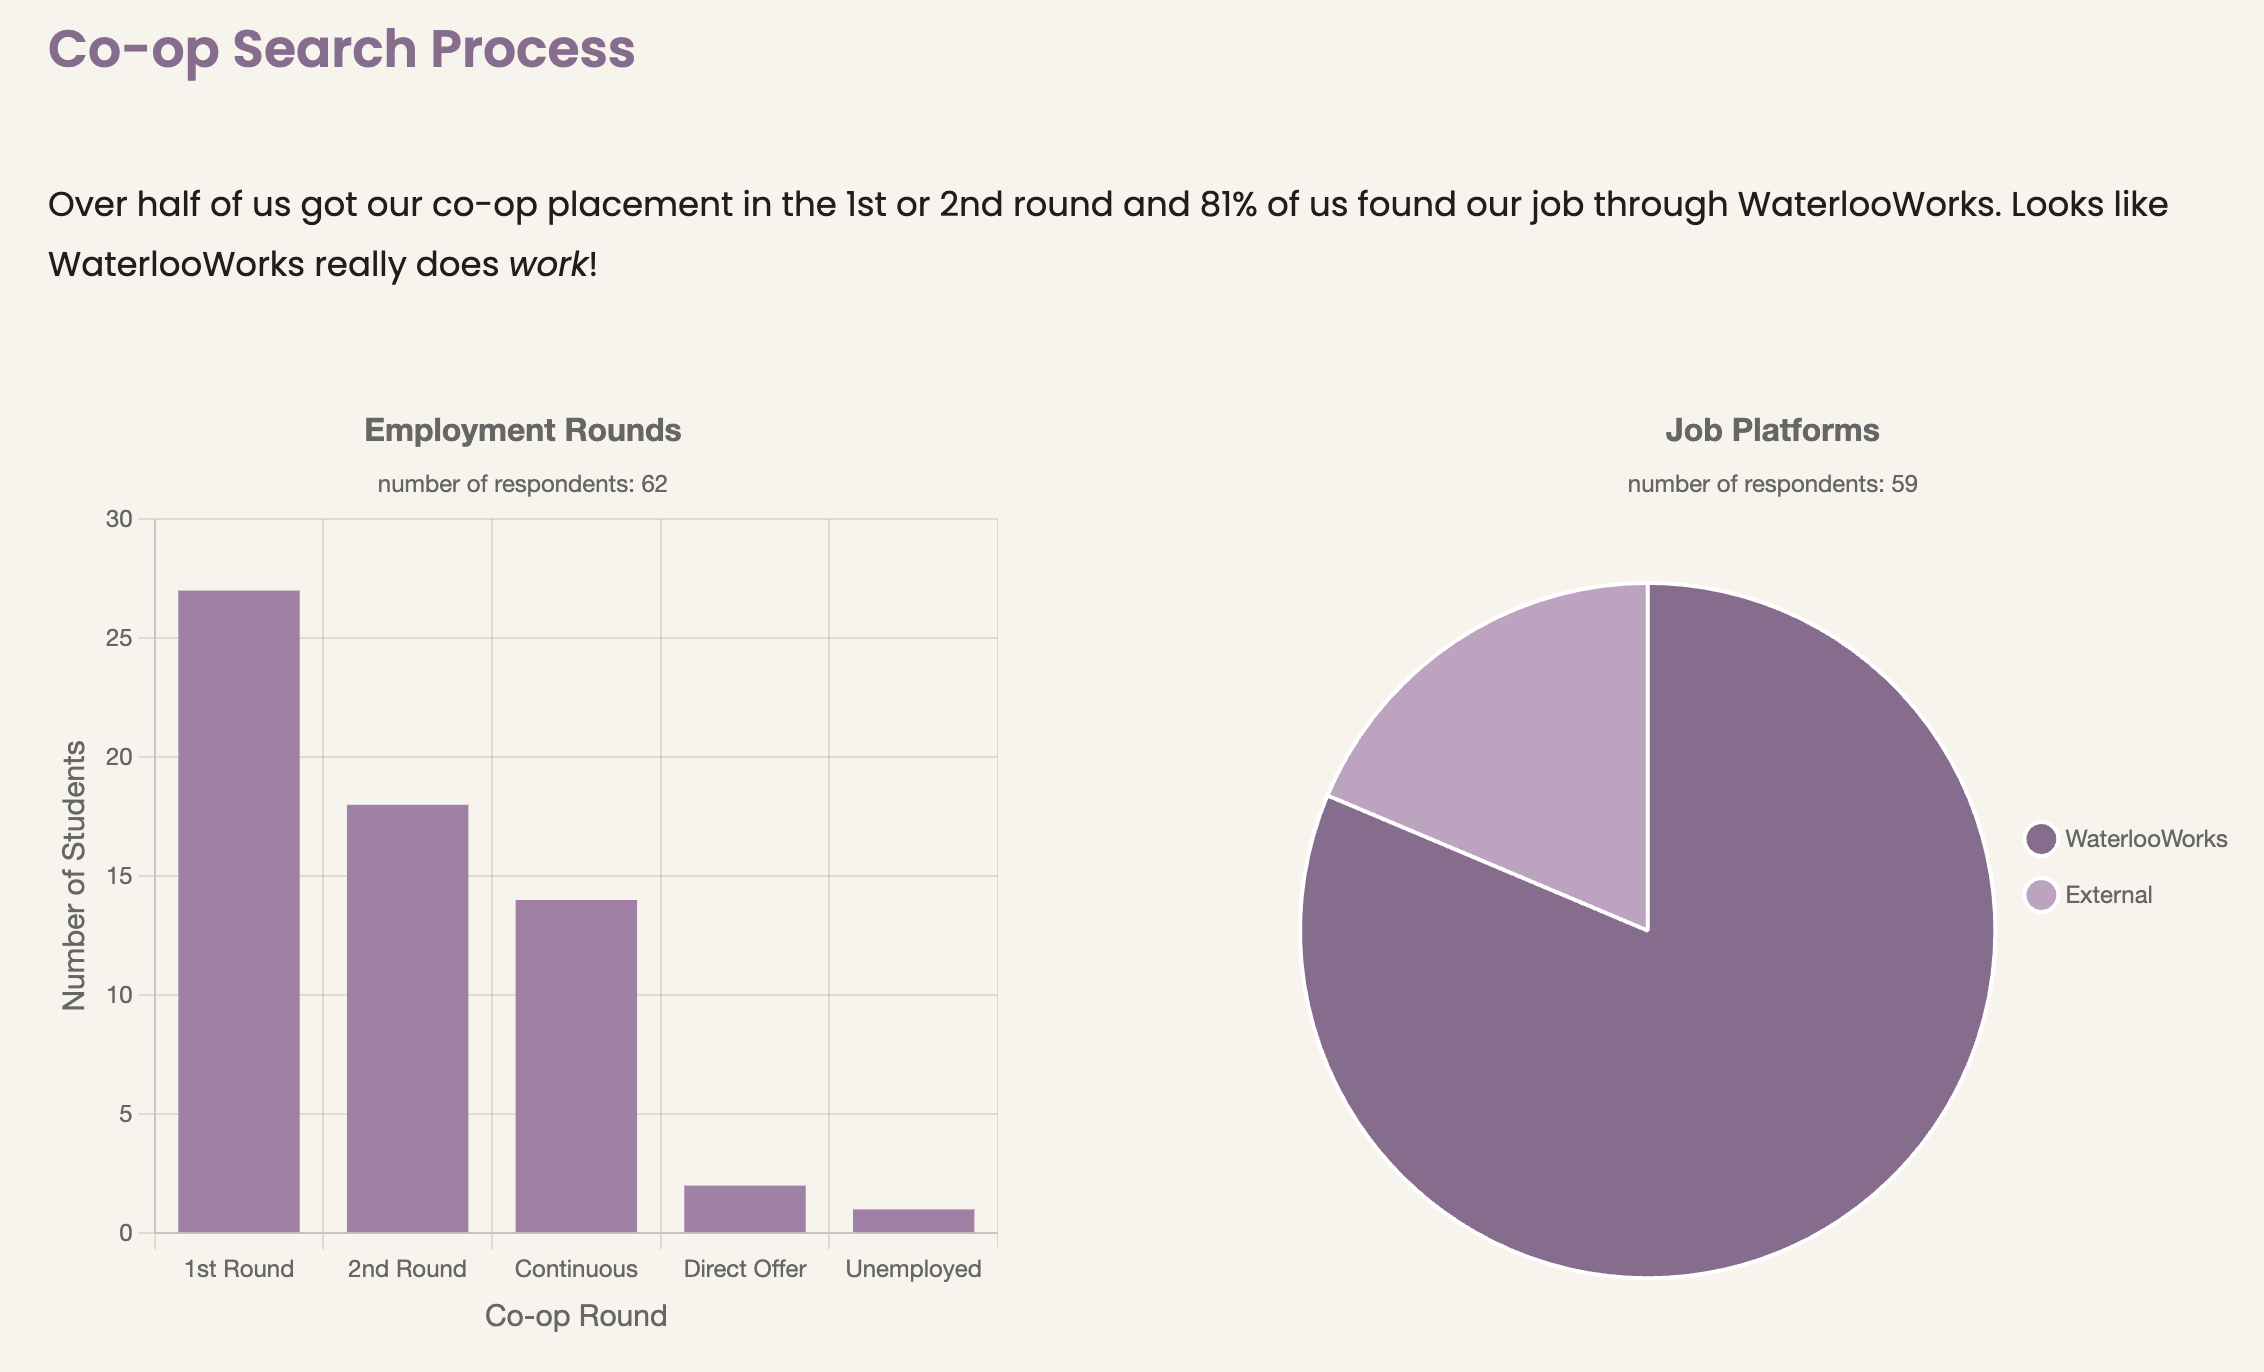 Co-op Search Process
Over half of us got our co-op placement in the 1st or 2nd round and 81% of us found our job through WaterlooWorks. Looks like
WaterlooWorks really does work!
Employment Rounds
number of respondents: 62
30
25
20
15
10
5
0
Number of Students
1st Round
2nd Round
Continuous
Direct Offer
Unemployed
Co-op Round
Job Platforms
number of respondents: 59
WaterlooWorks
External